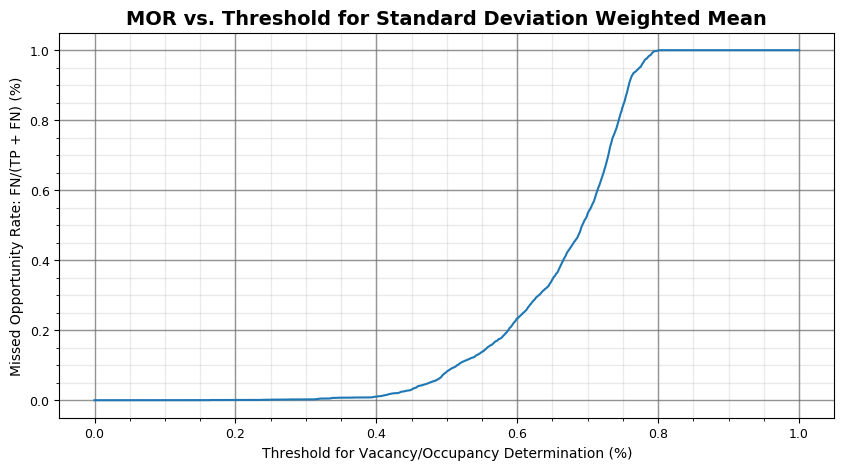 MOR vs. Threshold for Standard Deviation Weighted Mean
Missed Opportunity Rate: FN/(TP + FN) (%)
1.0
0.8
0.6
0.4
0.2
0.0
0.0 0.2 0.4 0.6 0.8 1.0
Threshold for Vacancy/Occupancy Determination (%)